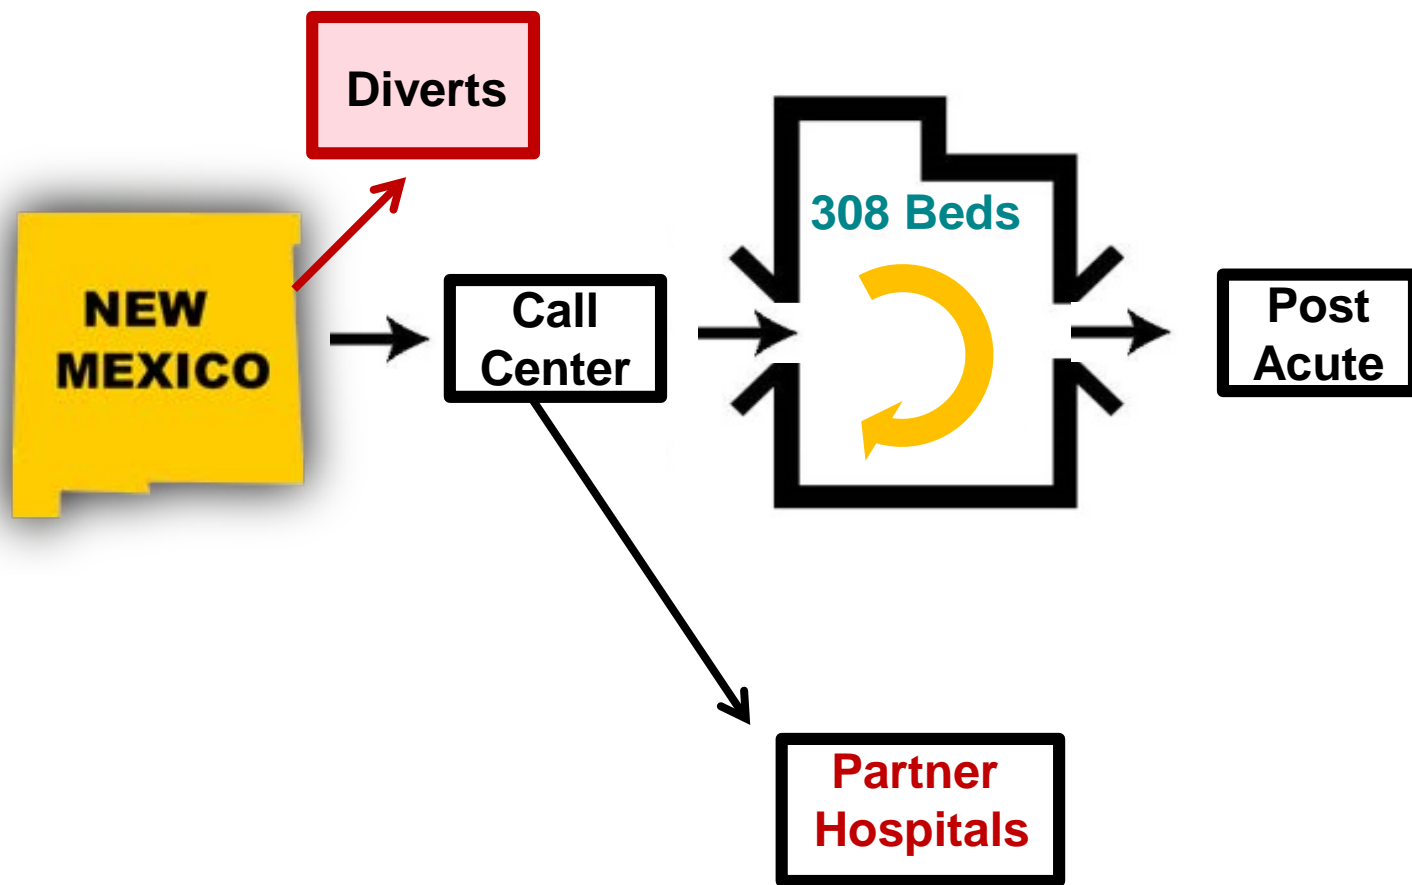 Diverts
NEW
MEXICO
Call
Center
308 Beds
Post
Acute
Partner
Hospitals